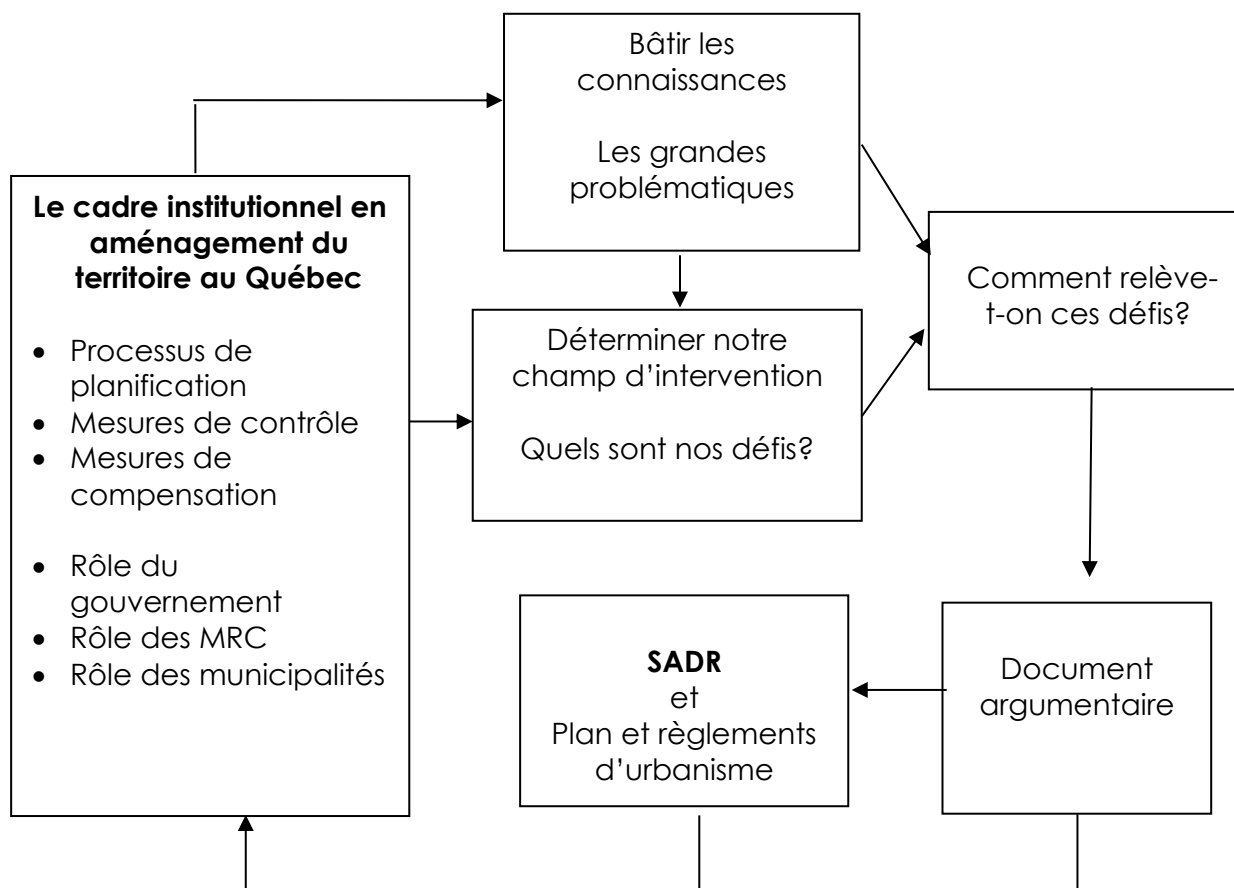 Bâtir les
connaissances
Les grandes
problématiques
Le cadre institutionnel en
aménagement du
territoire au Québec
• Processus de
planification
• Mesures de contrôle
• Mesures de
compensation
• Rôle du
gouvernement
• Rôle des MRC
• Rôle des municipalités
Déterminer notre
champ d’intervention
Quels sont nos défis?
Comment relève-
t-on ces défis?
SADR
et
Plan et règlements
d’urbanisme
Document
argumentaire